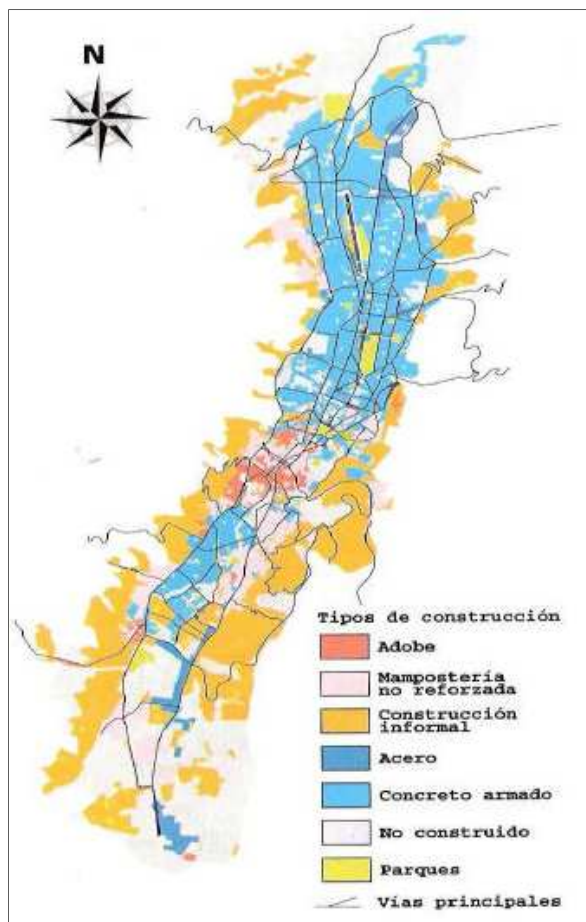 N
Tipos de construcción
Adobe
Mampostería
no reforzada
Construcción
informal
Acero
Concreto armado
No construido
Parques
Vías principales